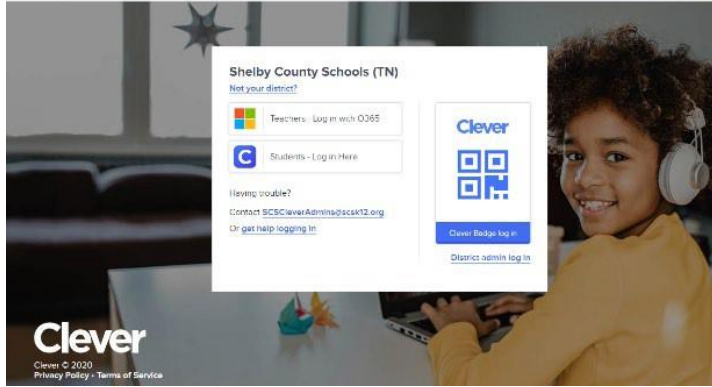 Shelby County Schools (TN)
Not your district?
Teachers - Log in with O365
C
Students - Log in Here
Having trouble?
Contact SCSCleverAdmins@scsk12.org
Or get help logging in
Clever
Clever Badge log in
District admin log in
Clever
Clever © 2020
Privacy Policy • Terms of Service